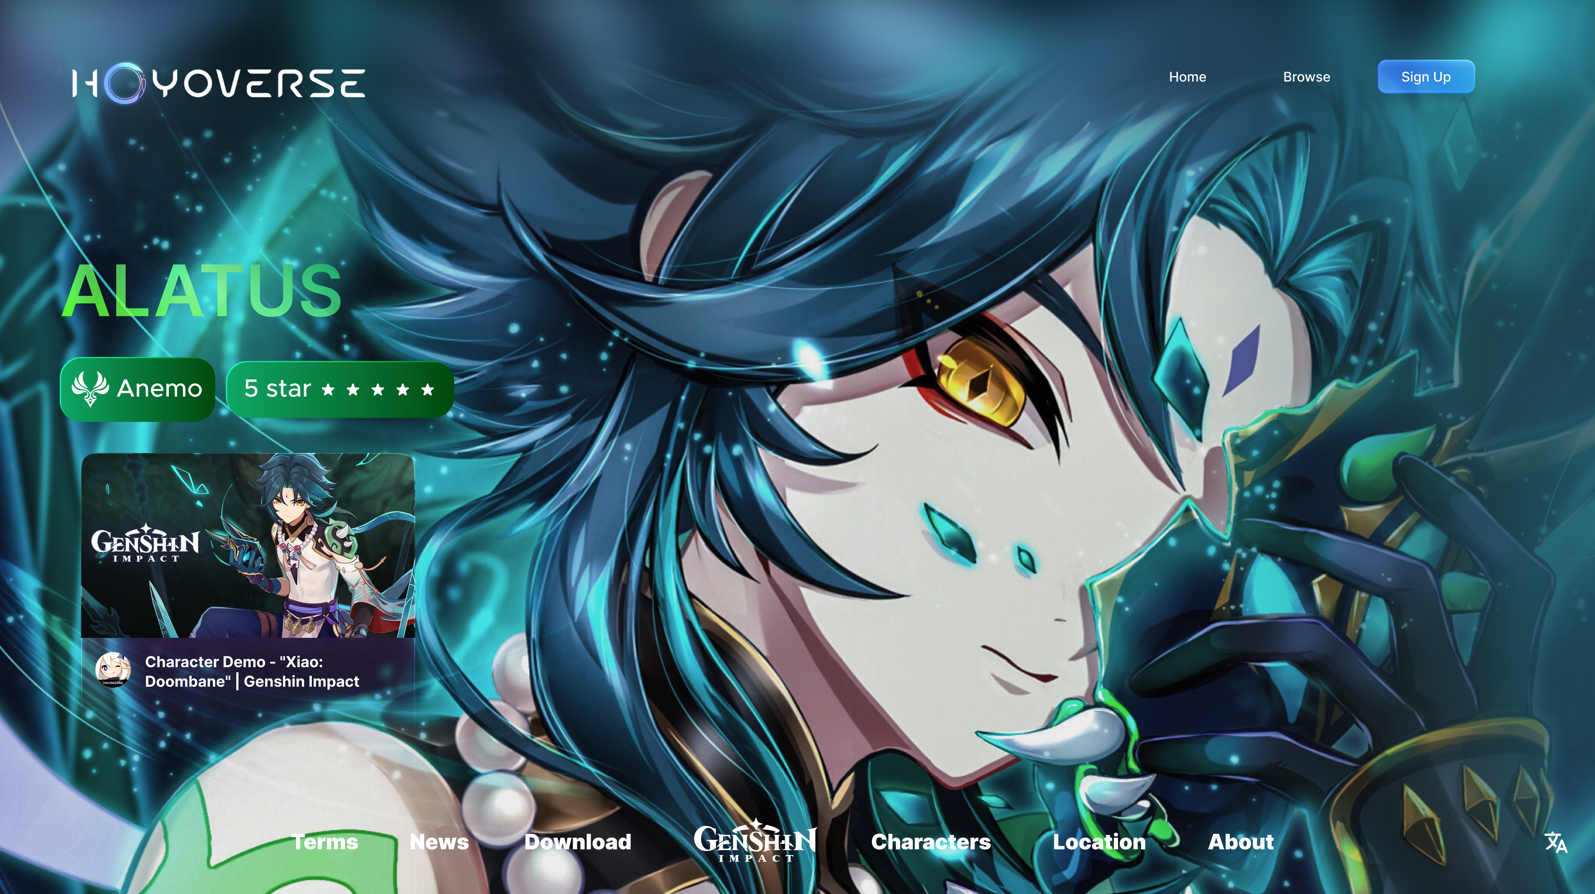 HOYOVERSE
Home Browse Sign Up
ALATUS
Anemo 5 star ★ ★ ★ ★ ★
GENSHIN
IMPACT
Character Demo - "Xiao:
Doombane" | Genshin Impact
Terms News Download GENSHIN IMPACT Characters Location About